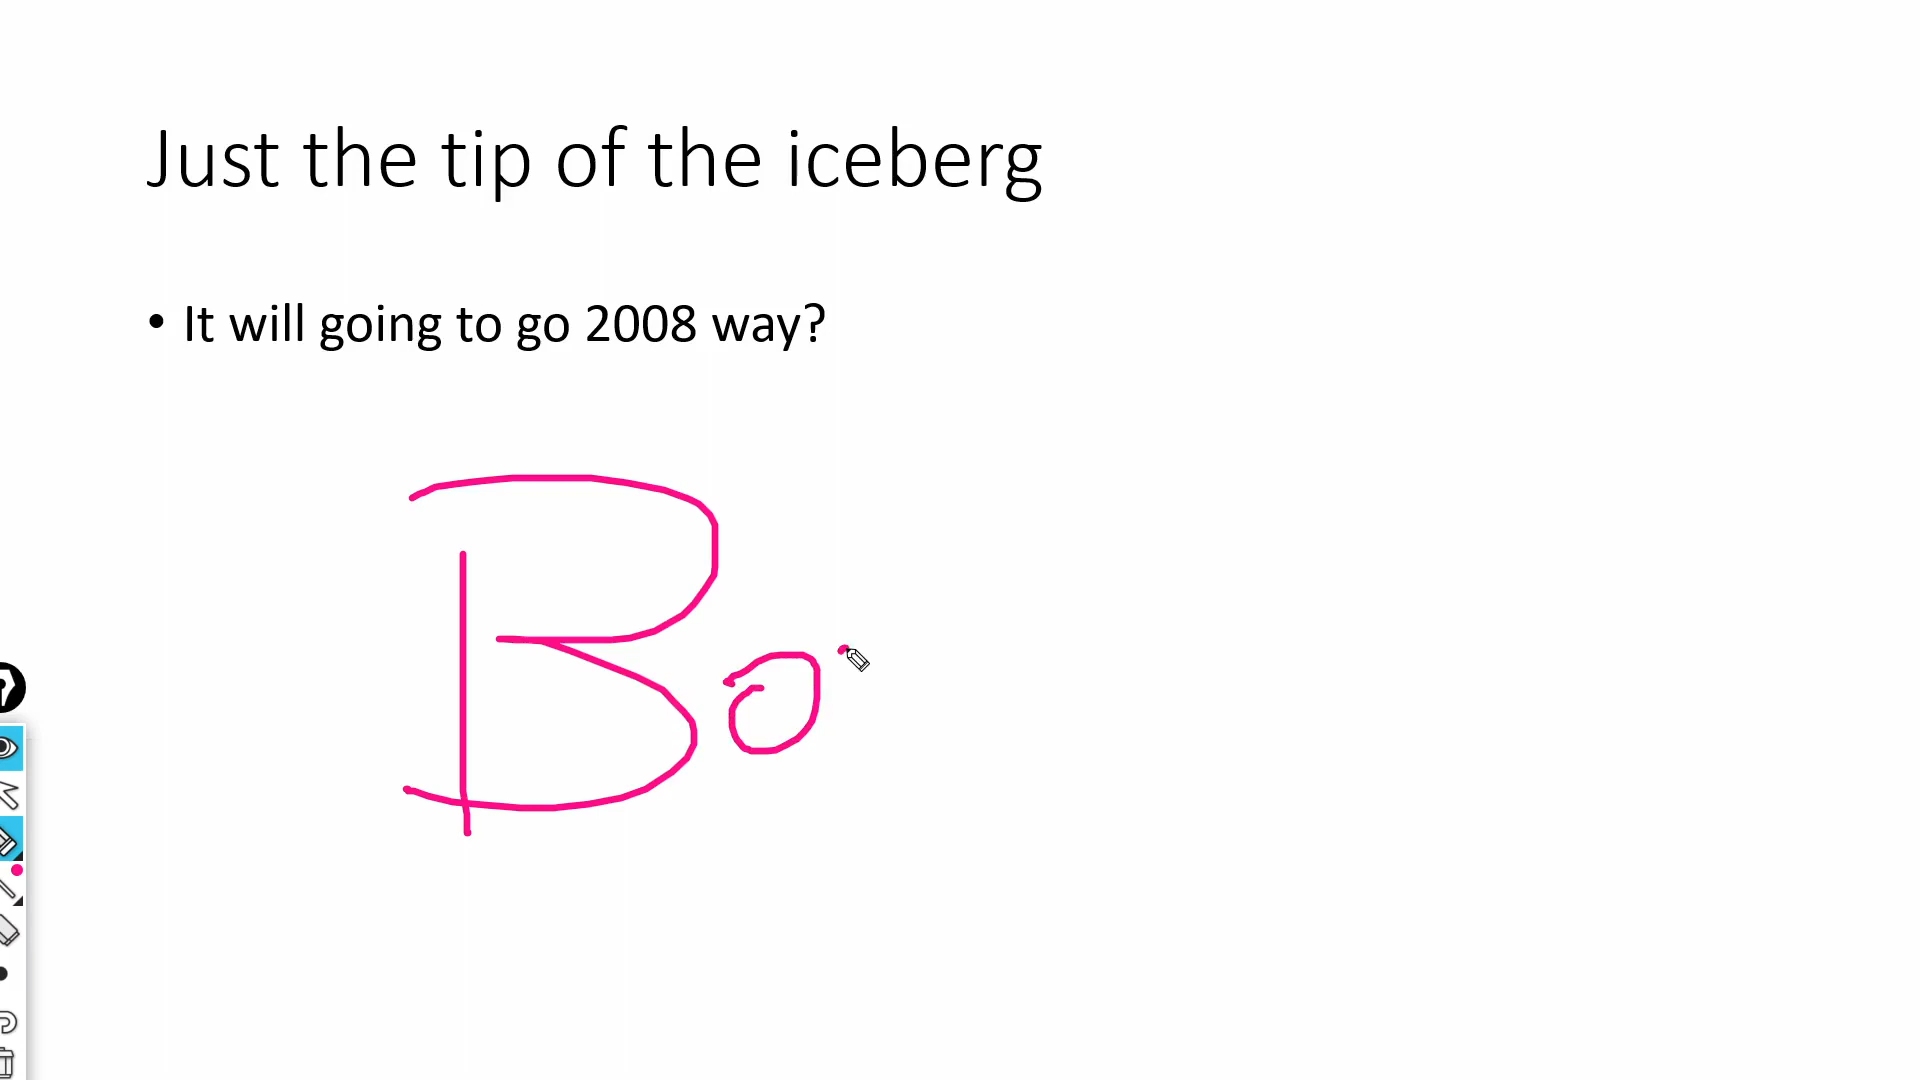 Just the tip of the iceberg
• It will going to go 2008 way?
Bo